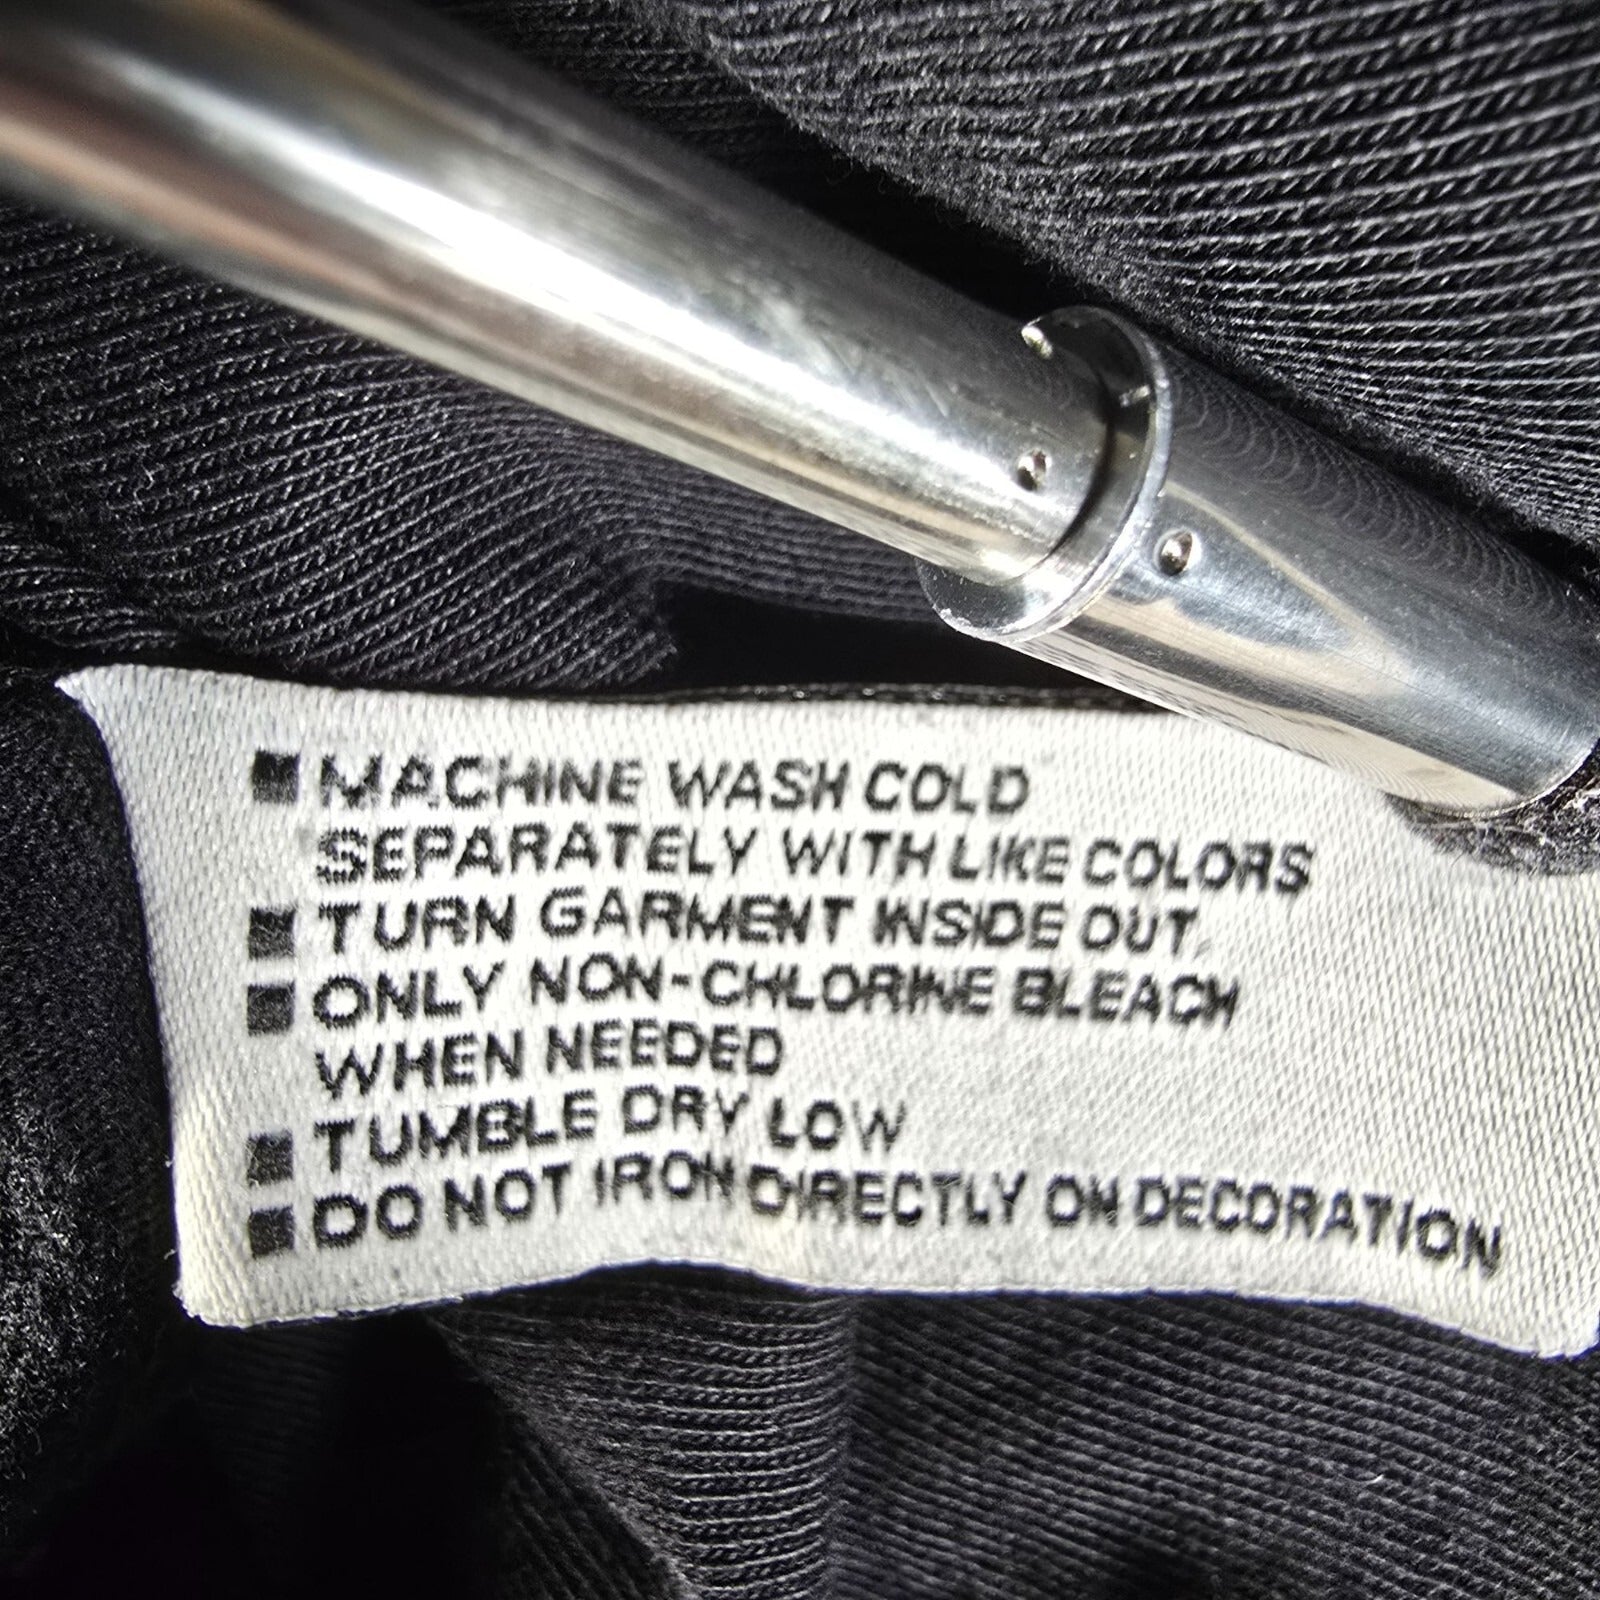 ■ MACHINE WASH COLD
SEPARATELY WITH LIKE COLORS
■ TURN GARMENT INSIDE OUT
■ ONLY NON-CHLORINE BLEACH
WHEN NEEDED
■ TUMBLE DRY LOW
■ DO NOT IRON DIRECTLY ON DECORATION